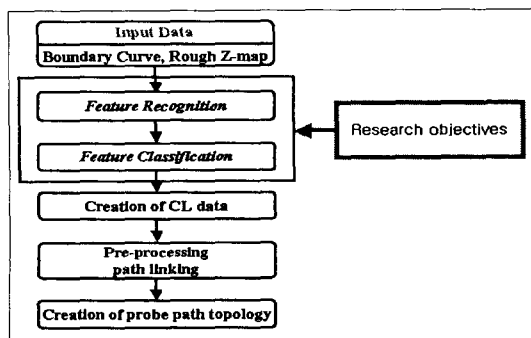 Input Data
Boundary Curve, Rough Z-map
Feature Recognition
Research objectives
Feature Classification
Creation of CL data
Pre-processing
path linking
Creation of probe path topology